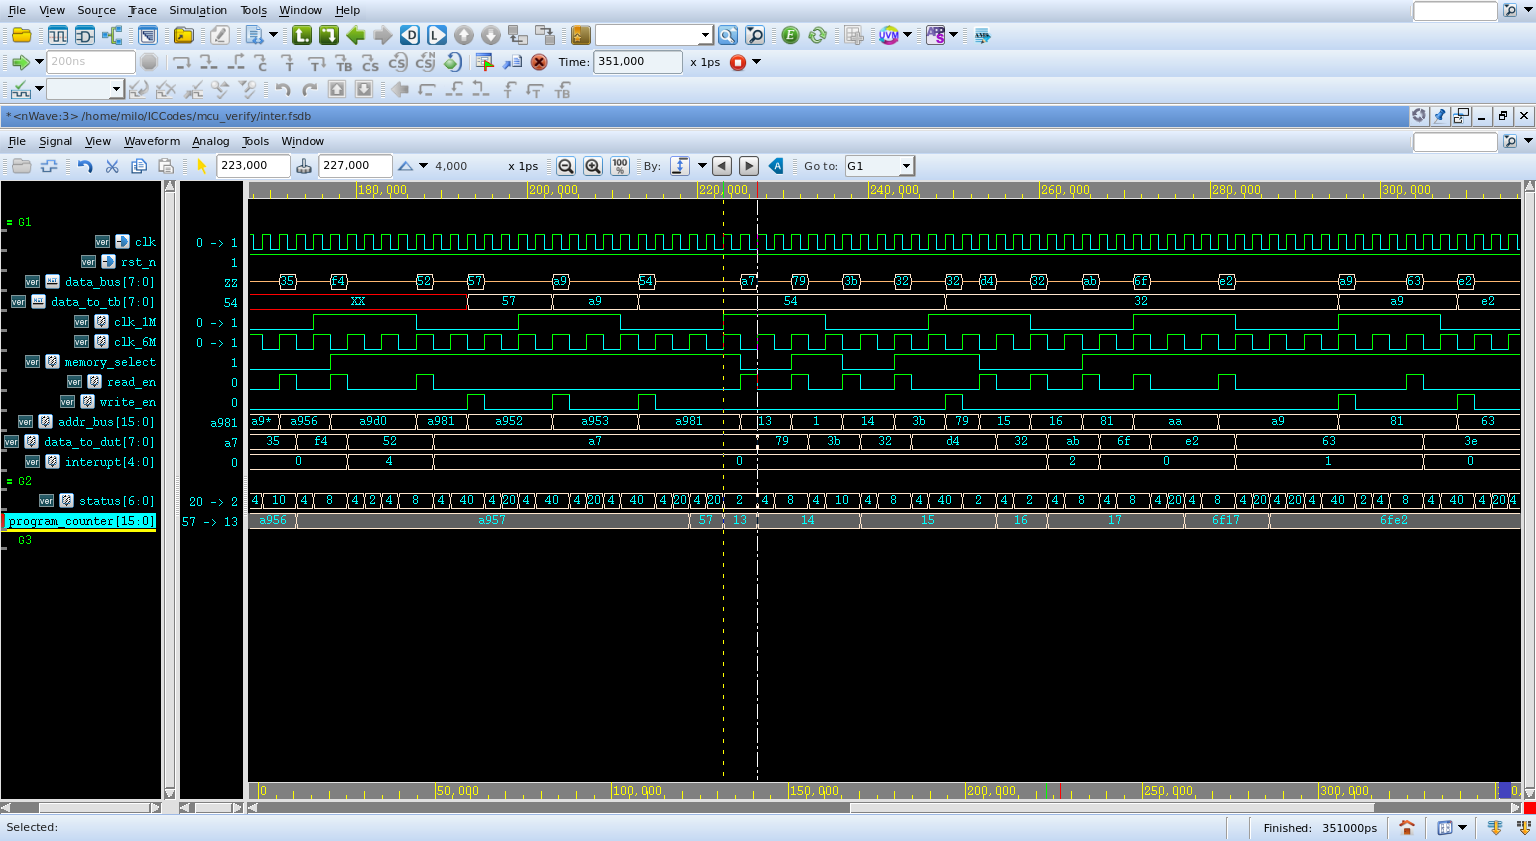 File View Source Trace Simulation Tools Window Help
200ns Time: 351,000 x 1ps
*<nWave:3> /home/milo/ICCodes/mcu_verify/inter.fsdb
File Signal View Waveform Analog Tools Window
223,000 227,000 4,000 x 1ps 100% By: Go to: G1
180,000 200,000 220,000 240,000 260,000 280,000 300,000
= G1
ver clk 0 -> 1
ver rst_n 1
ver data_bus[7:0] ZZ 35 f4 52 57 a9 54 a7 79 3b 32 32 d4 32 ab 6f e2 a9 63 e2
ver data_to_tb[7:0] 54 XX 57 a9 54 32 a9 e2
ver clk_1M 0 -> 1
ver clk_6M 0 -> 1
ver memory_select 1
ver read_en 0
ver write_en 0
ver addr_bus[15:0] a981 a9* a956 a9d0 a981 a952 a953 a981 13 1 14 3b 79 15 16 81 aa a9 81 63
ver data_to_dut[7:0] a7 35 f4 52 a7 79 3b 32 d4 32 ab 6f e2 63 3e
ver interupt[4:0] 0 0 4 0 2 0 1 0
= G2
ver status[6:0] 20 -> 2 4 10 4 8 4 2 4 8 4 40 4 20 4 40 4 20 4 40 4 20 4 20 2 4 8 4 10 4 8 4 40 2 4 2 4 8 4 8 4 20 4 8 4 20 4 40 4 2 4 8 4 40 4 20 4
program_counter[15:0] 57 -> 13 a956 a957 57 13 14 15 16 17 6f17 6fe2
G3
0 50,000 100,000 150,000 200,000 250,000 300,000
Selected: Finished: 351000ps